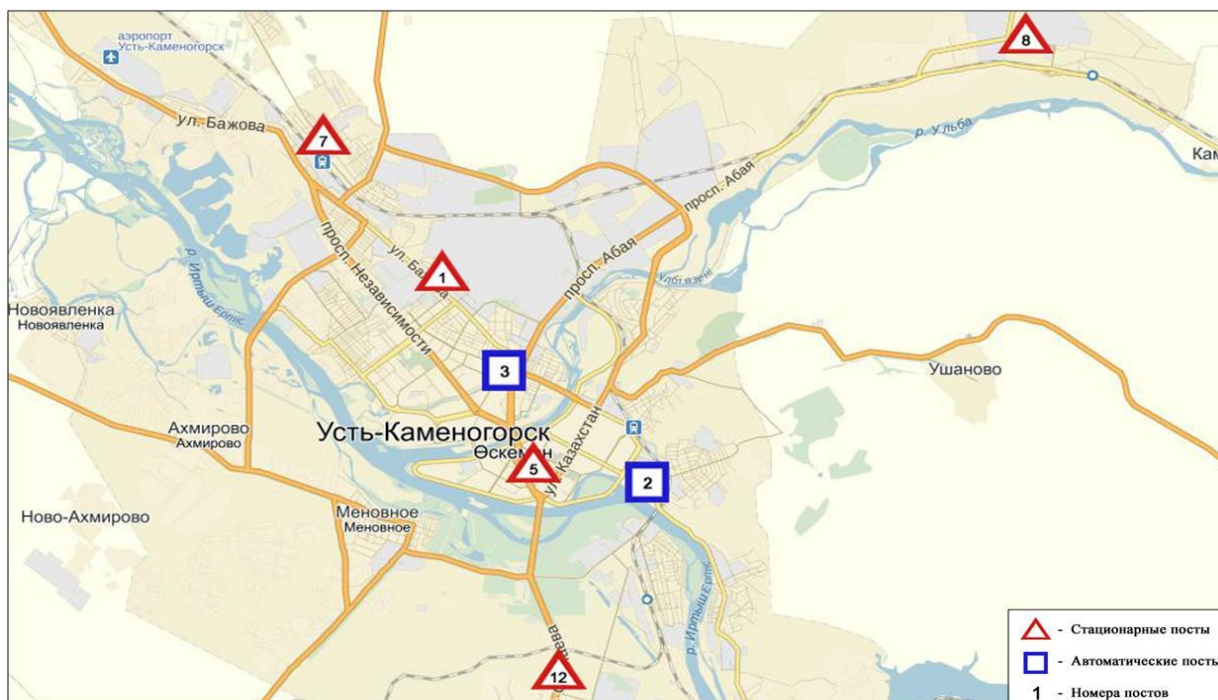 аэропорт
Усть-Каменогорск
8
ул. Бажова
7
р. Ульба
Кам
просп. Абая
ул. Ба
1
просп. Независимости
р. Иртыш Ертіс
просп. Абая
Үлбі өзені
Новоявленка
Новоявленка
3
Ушаново
Ахмирово
Ахмирово
Усть-Каменогорск
Өскемен
ул. Казахстан
5
2
Ново-Ахмирово
Меновное
Меновное
р. Иртыш Ертіс
12
- Стационарные посты
- Автоматические посты
1 - Номера постов